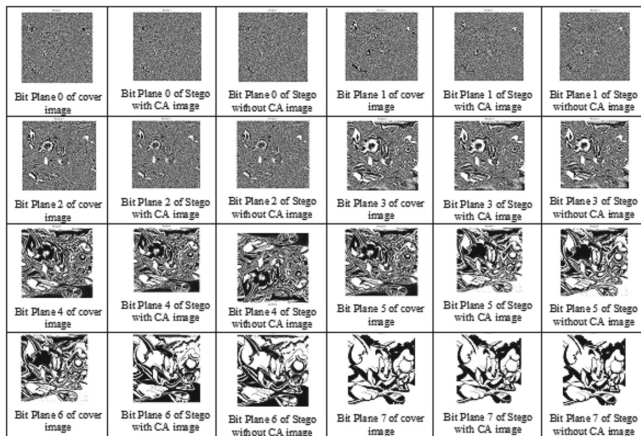 Bit Plane 0 of cover
image
Bit Plane 0 of Stego
with CA image
Bit Plane 0 of Stego
without CA image
Bit Plane 1 of cover
image
Bit Plane 1 of Stego
with CA image
Bit Plane 1 of Stego
without CA image
Bit Plane 2 of cover
image
Bit Plane 2 of Stego
with CA image
Bit Plane 2 of Stego
without CA image
Bit Plane 3 of cover
image
Bit Plane 3 of Stego
with CA image
Bit Plane 3 of Stego
without CA image
Bit Plane 4 of cover
image
Bit Plane 4 of Stego
with CA image
Bit Plane 4 of Stego
without CA image
Bit Plane 5 of cover
image
Bit Plane 5 of Stego
with CA image
Bit Plane 5 of Stego
without CA image
Bit Plane 6 of cover
image
Bit Plane 6 of Stego
with CA image
Bit Plane 6 of Stego
without CA image
Bit Plane 7 of cover
image
Bit Plane 7 of Stego
with CA image
Bit Plane 7 of Stego
without CA image